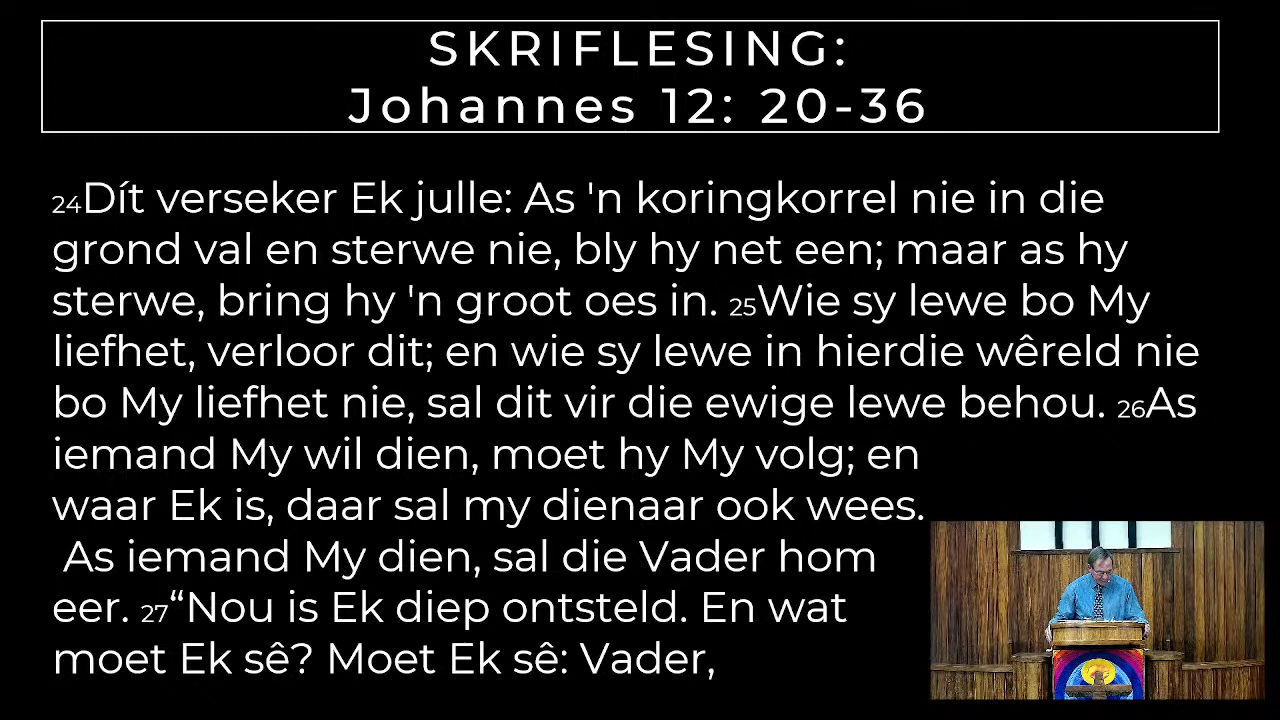 SKRIFLESING:
Johannes 12: 20-36
24Dít verseker Ek julle: As 'n koringkorrel nie in die
grond val en sterwe nie, bly hy net een; maar as hy
sterwe, bring hy 'n groot oes in. 25Wie sy lewe bo My
liefhet, verloor dit; en wie sy lewe in hierdie wêreld nie
bo My liefhet nie, sal dit vir die ewige lewe behou. 26As
iemand My wil dien, moet hy My volg; en
waar Ek is, daar sal my dienaar ook wees.
As iemand My dien, sal die Vader hom
eer. 27“Nou is Ek diep ontsteld. En wat
moet Ek sê? Moet Ek sê: Vader,